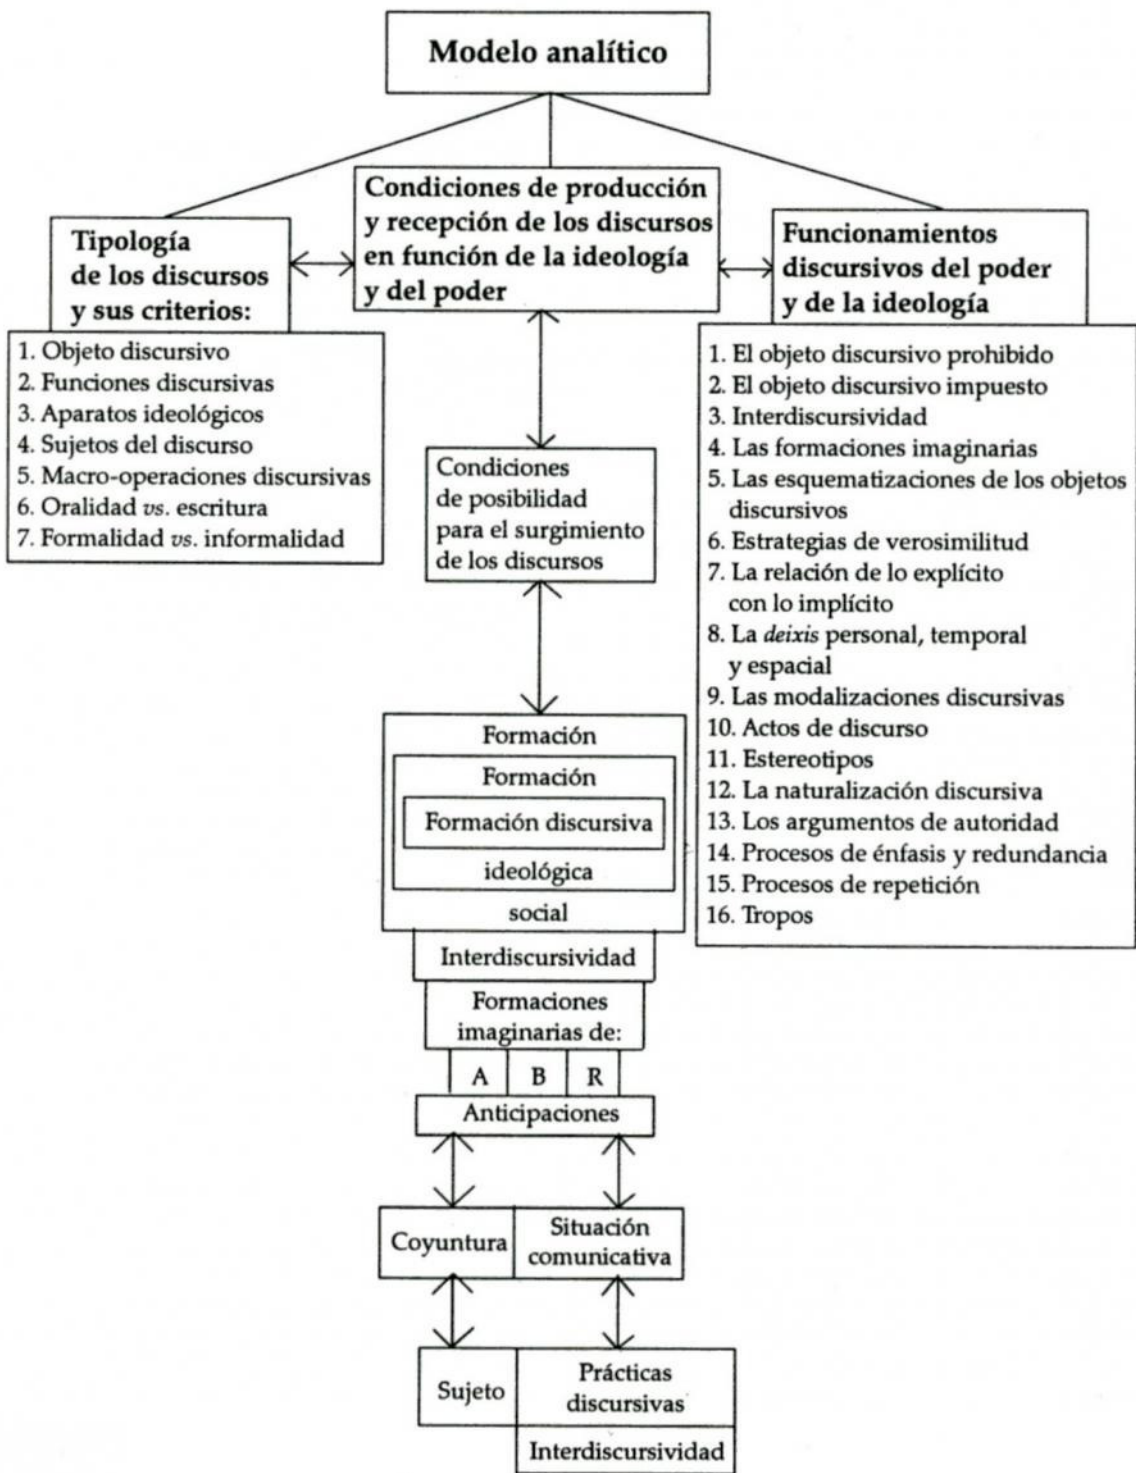 Modelo analítico
Tipología
de los discursos
y sus criterios:
1. Objeto discursivo
2. Funciones discursivas
3. Aparatos ideológicos
4. Sujetos del discurso
5. Macro-operaciones discursivas
6. Oralidad vs. escritura
7. Formalidad vs. informalidad
Condiciones de producción
y recepción de los discursos
en función de la ideología
y del poder
Condiciones
de posibilidad
para el surgimiento
de los discursos
Formación
Formación
Formación discursiva
ideológica
social
Interdiscursividad
Formaciones
imaginarias de:
A B R
Anticipaciones
Coyuntura
Situación
comunicativa
Sujeto
Prácticas
discursivas
Interdiscursividad
Funcionamientos
discursivos del poder
y de la ideología
1. El objeto discursivo prohibido
2. El objeto discursivo impuesto
3. Interdiscursividad
4. Las formaciones imaginarias
5. Las esquematizaciones de los objetos
discursivos
6. Estrategias de verosimilitud
7. La relación de lo explícito
con lo implícito
8. La deixis personal, temporal
y espacial
9. Las modalizaciones discursivas
10. Actos de discurso
11. Estereotipos
12. La naturalización discursiva
13. Los argumentos de autoridad
14. Procesos de énfasis y redundancia
15. Procesos de repetición
16. Tropos